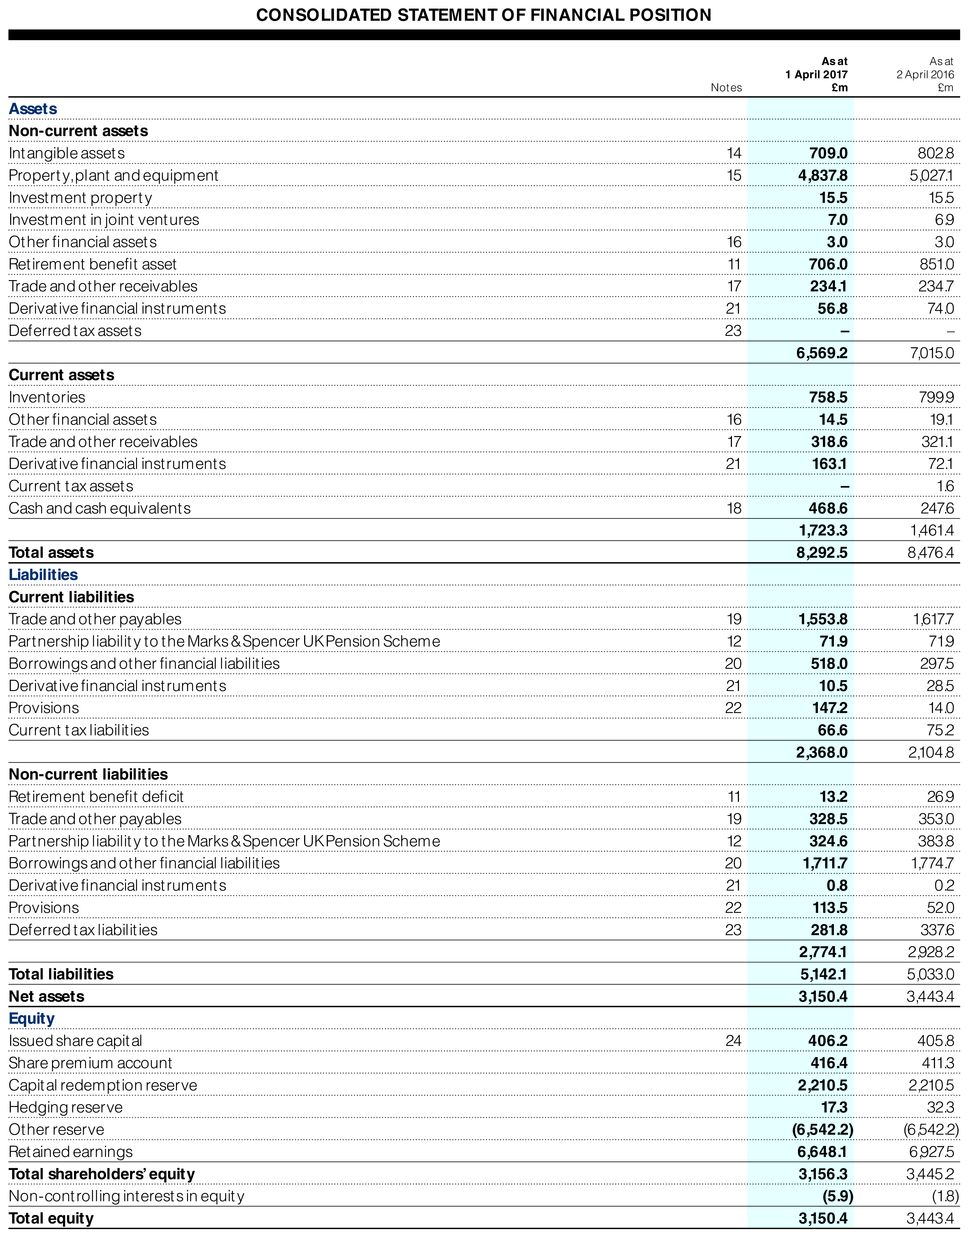 CONSOLIDATED STATEMENT OF FINANCIAL POSITION
Notes As at 1 April 2017 £m As at 2 April 2016 £m
Assets
Non-current assets
Intangible assets 14 709.0 802.8
Property, plant and equipment 15 4,837.8 5,027.1
Investment property 15.5 15.5
Investment in joint ventures 7.0 6.9
Other financial assets 16 3.0 3.0
Retirement benefit asset 11 706.0 851.0
Trade and other receivables 17 234.1 234.7
Derivative financial instruments 21 56.8 74.0
Deferred tax assets 23 – –
6,569.2 7,015.0
Current assets
Inventories 758.5 799.9
Other financial assets 16 14.5 19.1
Trade and other receivables 17 318.6 321.1
Derivative financial instruments 21 163.1 72.1
Current tax assets – 1.6
Cash and cash equivalents 18 468.6 247.6
1,723.3 1,461.4
Total assets 8,292.5 8,476.4
Liabilities
Current liabilities
Trade and other payables 19 1,553.8 1,617.7
Partnership liability to the Marks & Spencer UK Pension Scheme 12 71.9 71.9
Borrowings and other financial liabilities 20 518.0 297.5
Derivative financial instruments 21 10.5 28.5
Provisions 22 147.2 14.0
Current tax liabilities 66.6 75.2
2,368.0 2,104.8
Non-current liabilities
Retirement benefit deficit 11 13.2 26.9
Trade and other payables 19 328.5 353.0
Partnership liability to the Marks & Spencer UK Pension Scheme 12 324.6 383.8
Borrowings and other financial liabilities 20 1,711.7 1,774.7
Derivative financial instruments 21 0.8 0.2
Provisions 22 113.5 52.0
Deferred tax liabilities 23 281.8 337.6
2,774.1 2,928.2
Total liabilities 5,142.1 5,033.0
Net assets 3,150.4 3,443.4
Equity
Issued share capital 24 406.2 405.8
Share premium account 416.4 411.3
Capital redemption reserve 2,210.5 2,210.5
Hedging reserve 17.3 32.3
Other reserve (6,542.2) (6,542.2)
Retained earnings 6,648.1 6,927.5
Total shareholders' equity 3,156.3 3,445.2
Non-controlling interests in equity (5.9) (1.8)
Total equity 3,150.4 3,443.4